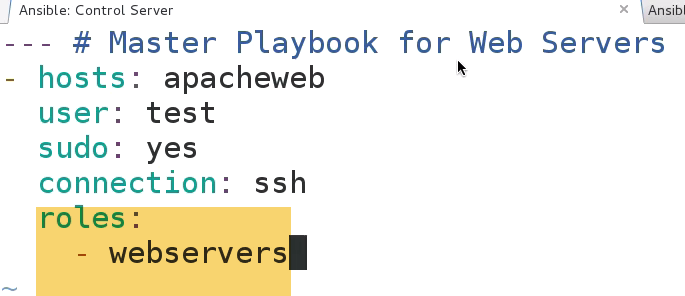 Ansible: Control Server × Ansibl
--- # Master Playbook for Web Servers
- hosts: apacheweb
  user: test
  sudo: yes
  connection: ssh
  roles:
    - webservers
~